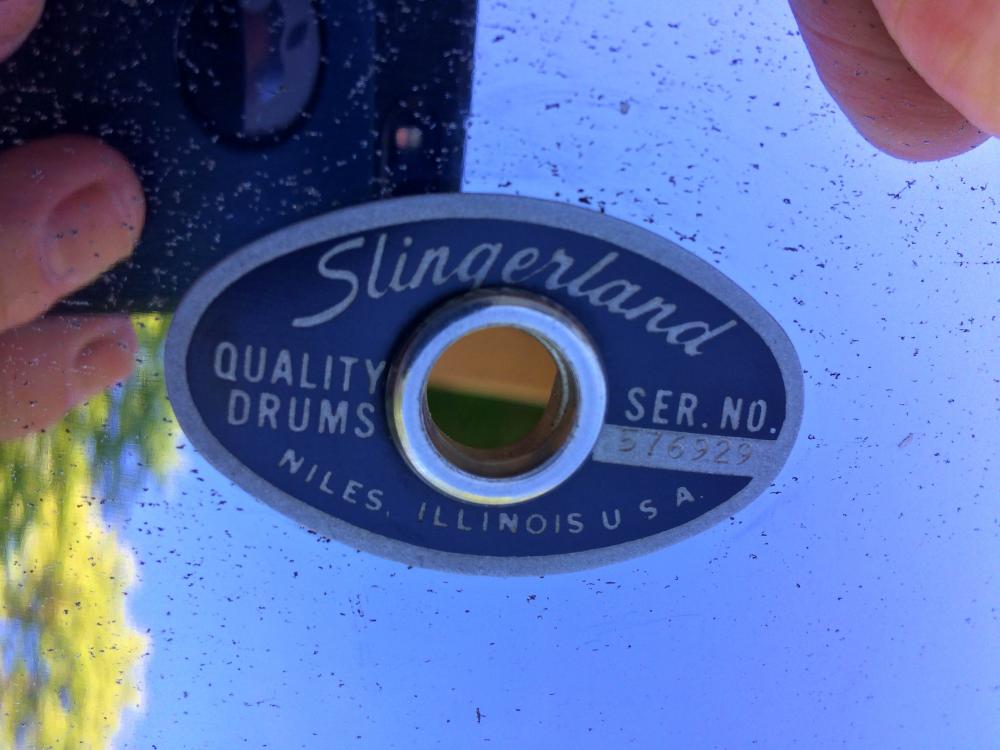 Slingerland
QUALITY
DRUMS
SER. NO.
576929
NILES, ILLINOIS U S A.